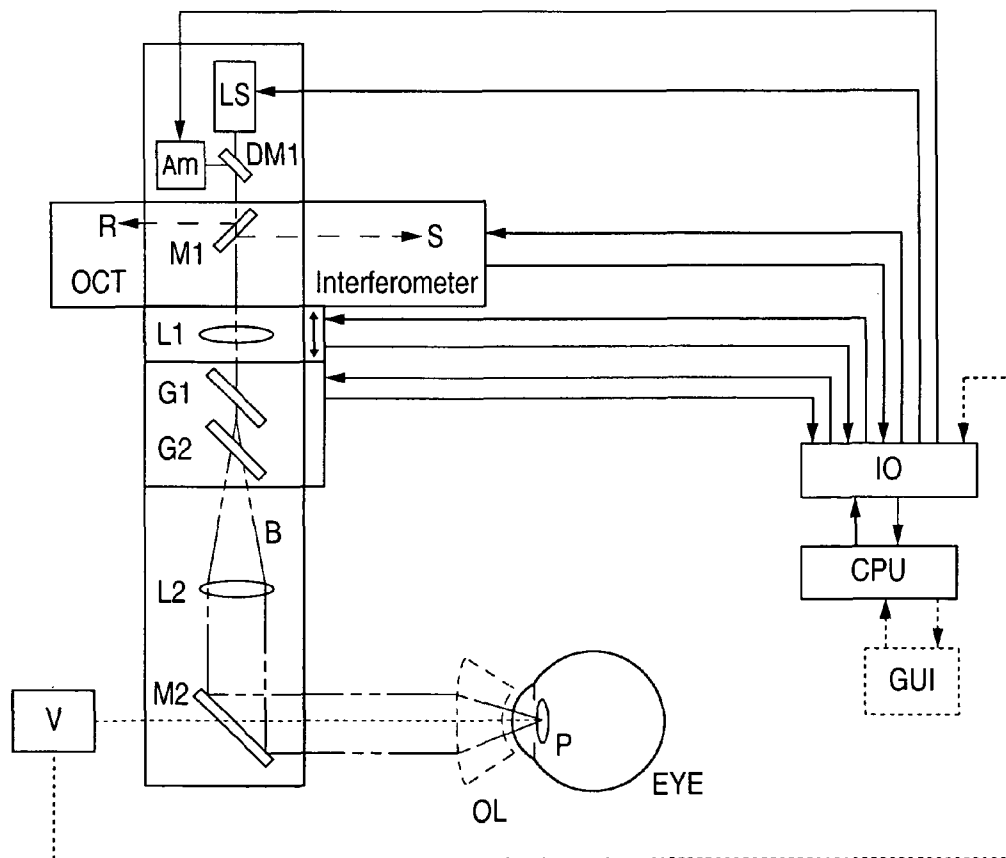 LS
Am
DM1
R
S
M1
OCT
Interferometer
L1
G1
G2
IO
B
CPU
L2
GUI
M2
V
P
EYE
OL